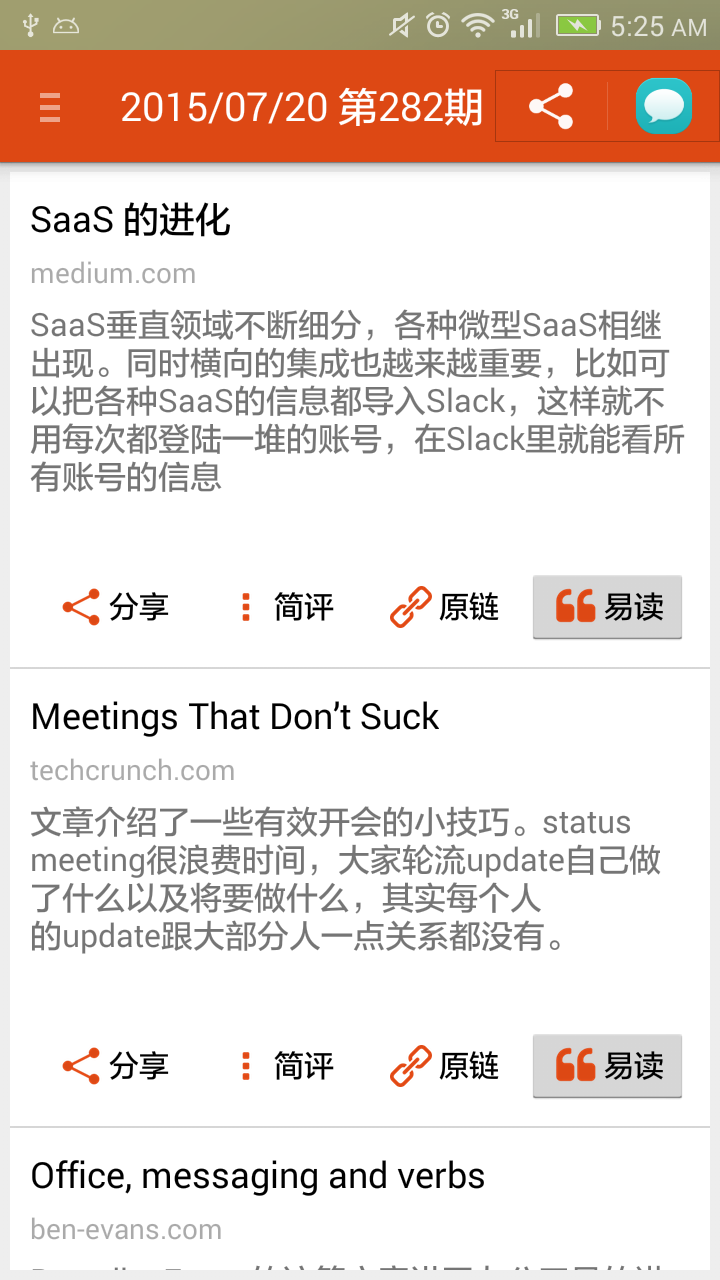 3G 5:25 AM
2015/07/20 第282期
SaaS 的进化
medium.com
SaaS垂直领域不断细分，各种微型SaaS相继
出现。同时横向的集成也越来越重要，比如可
以把各种SaaS的信息都导入Slack，这样就不
用每次都登陆一堆的账号，在Slack里就能看所
有账号的信息
分享 简评 原链 易读
Meetings That Don’t Suck
techcrunch.com
文章介绍了一些有效开会的小技巧。status
meeting很浪费时间，大家轮流update自己做
了什么以及将要做什么，其实每个人
的update跟大部分人一点关系都没有。
分享 简评 原链 易读
Office, messaging and verbs
ben-evans.com